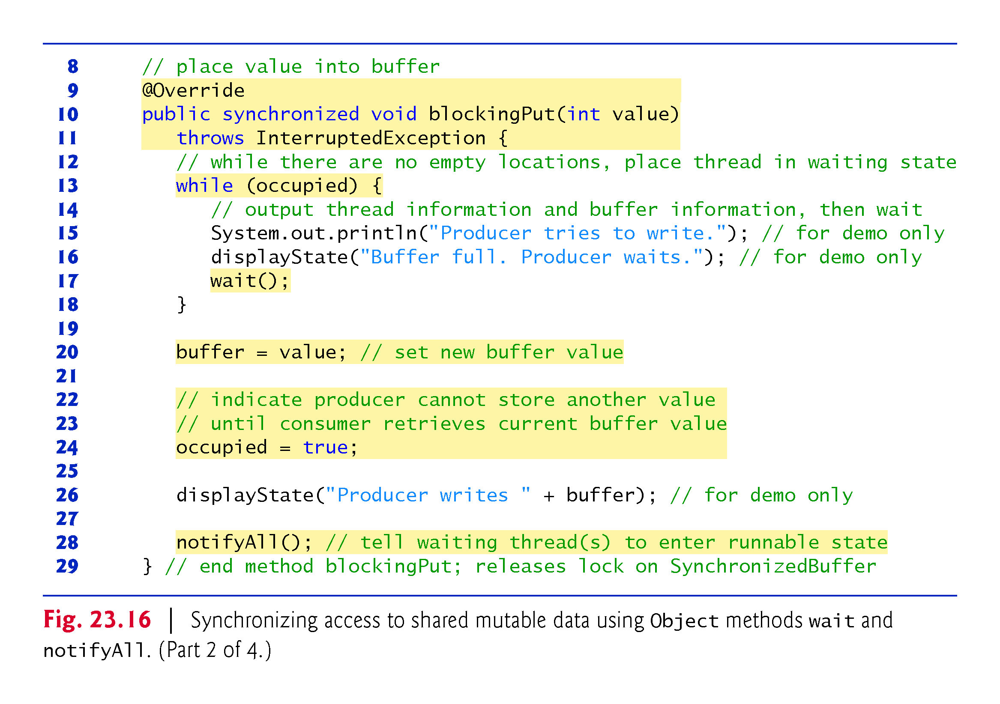 8 // place value into buffer
9 @Override
10 public synchronized void blockingPut(int value)
11 throws InterruptedException {
12 // while there are no empty locations, place thread in waiting state
13 while (occupied) {
14 // output thread information and buffer information, then wait
15 System.out.println("Producer tries to write."); // for demo only
16 displayState("Buffer full. Producer waits."); // for demo only
17 wait();
18 }
19
20 buffer = value; // set new buffer value
21
22 // indicate producer cannot store another value
23 // until consumer retrieves current buffer value
24 occupied = true;
25
26 displayState("Producer writes " + buffer); // for demo only
27
28 notifyAll(); // tell waiting thread(s) to enter runnable state
29 } // end method blockingPut; releases lock on SynchronizedBuffer
Fig. 23.16 | Synchronizing access to shared mutable data using Object methods wait and
notifyAll. (Part 2 of 4.)